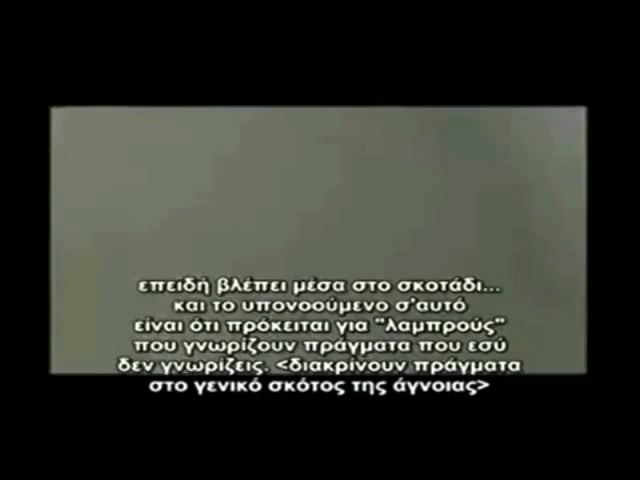 επειδή βλέπει μέσα στο σκοτάδι...
και το υπονοούμενο σ'αυτό
είναι ότι πρόκειται για "λαμπρούς"
που γνωρίζουν πράγματα που εσύ
δεν γνωρίζεις. <διακρίνουν πράγματα
στο γενικό σκότος της άγνοιας>